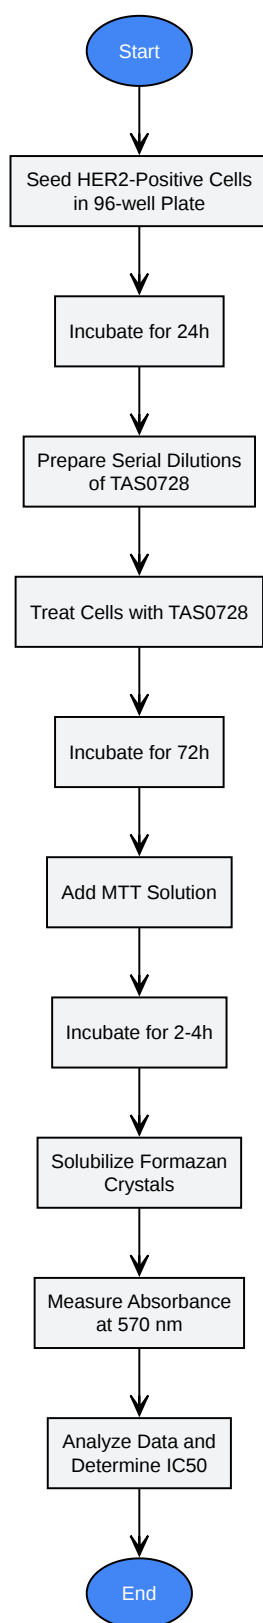 Start
Seed HER2-Positive Cells
in 96-well Plate
Incubate for 24h
Prepare Serial Dilutions
of TAS0728
Treat Cells with TAS0728
Incubate for 72h
Add MTT Solution
Incubate for 2-4h
Solubilize Formazan
Crystals
Measure Absorbance
at 570 nm
Analyze Data and
Determine IC50
End